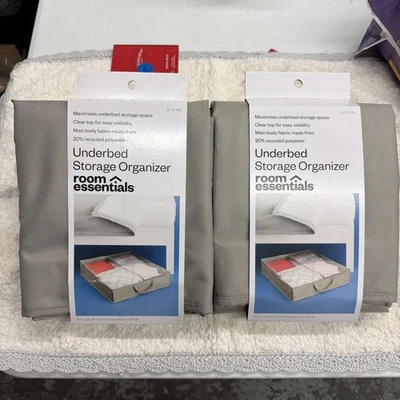 Maximizes underbed storage space
Clear top for easy visibility
Main body fabric made from
20% recycled polyester
Underbed
Storage Organizer
room
essentials
Maximizes underbed storage space
Clear top for easy visibility
Main body fabric made from
20% recycled polyester
Underbed
Storage Organizer
room
essentials